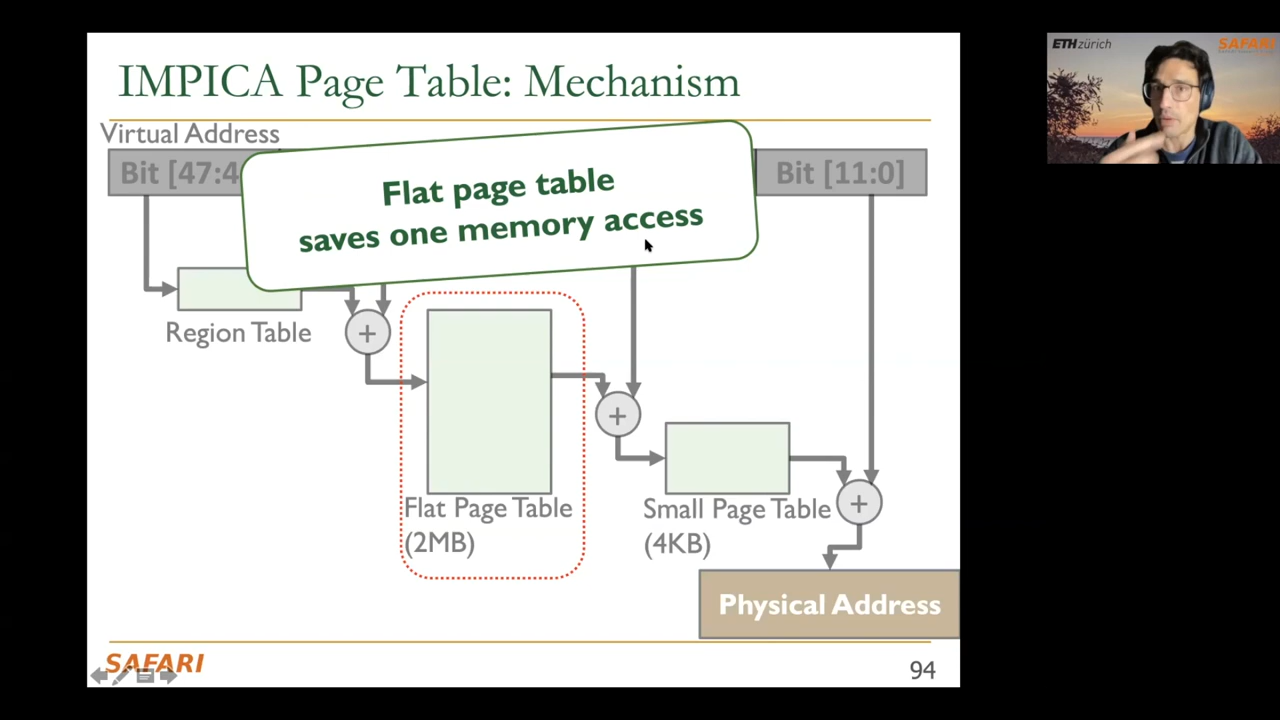 IMPICA Page Table: Mechanism
Virtual Address
Bit [47:4
Flat page table
saves one memory access
Bit [11:0]
Region Table
+
+
+
Flat Page Table
(2MB)
Small Page Table
(4KB)
Physical Address
SAFARI
94
ETH zürich
SAFARI